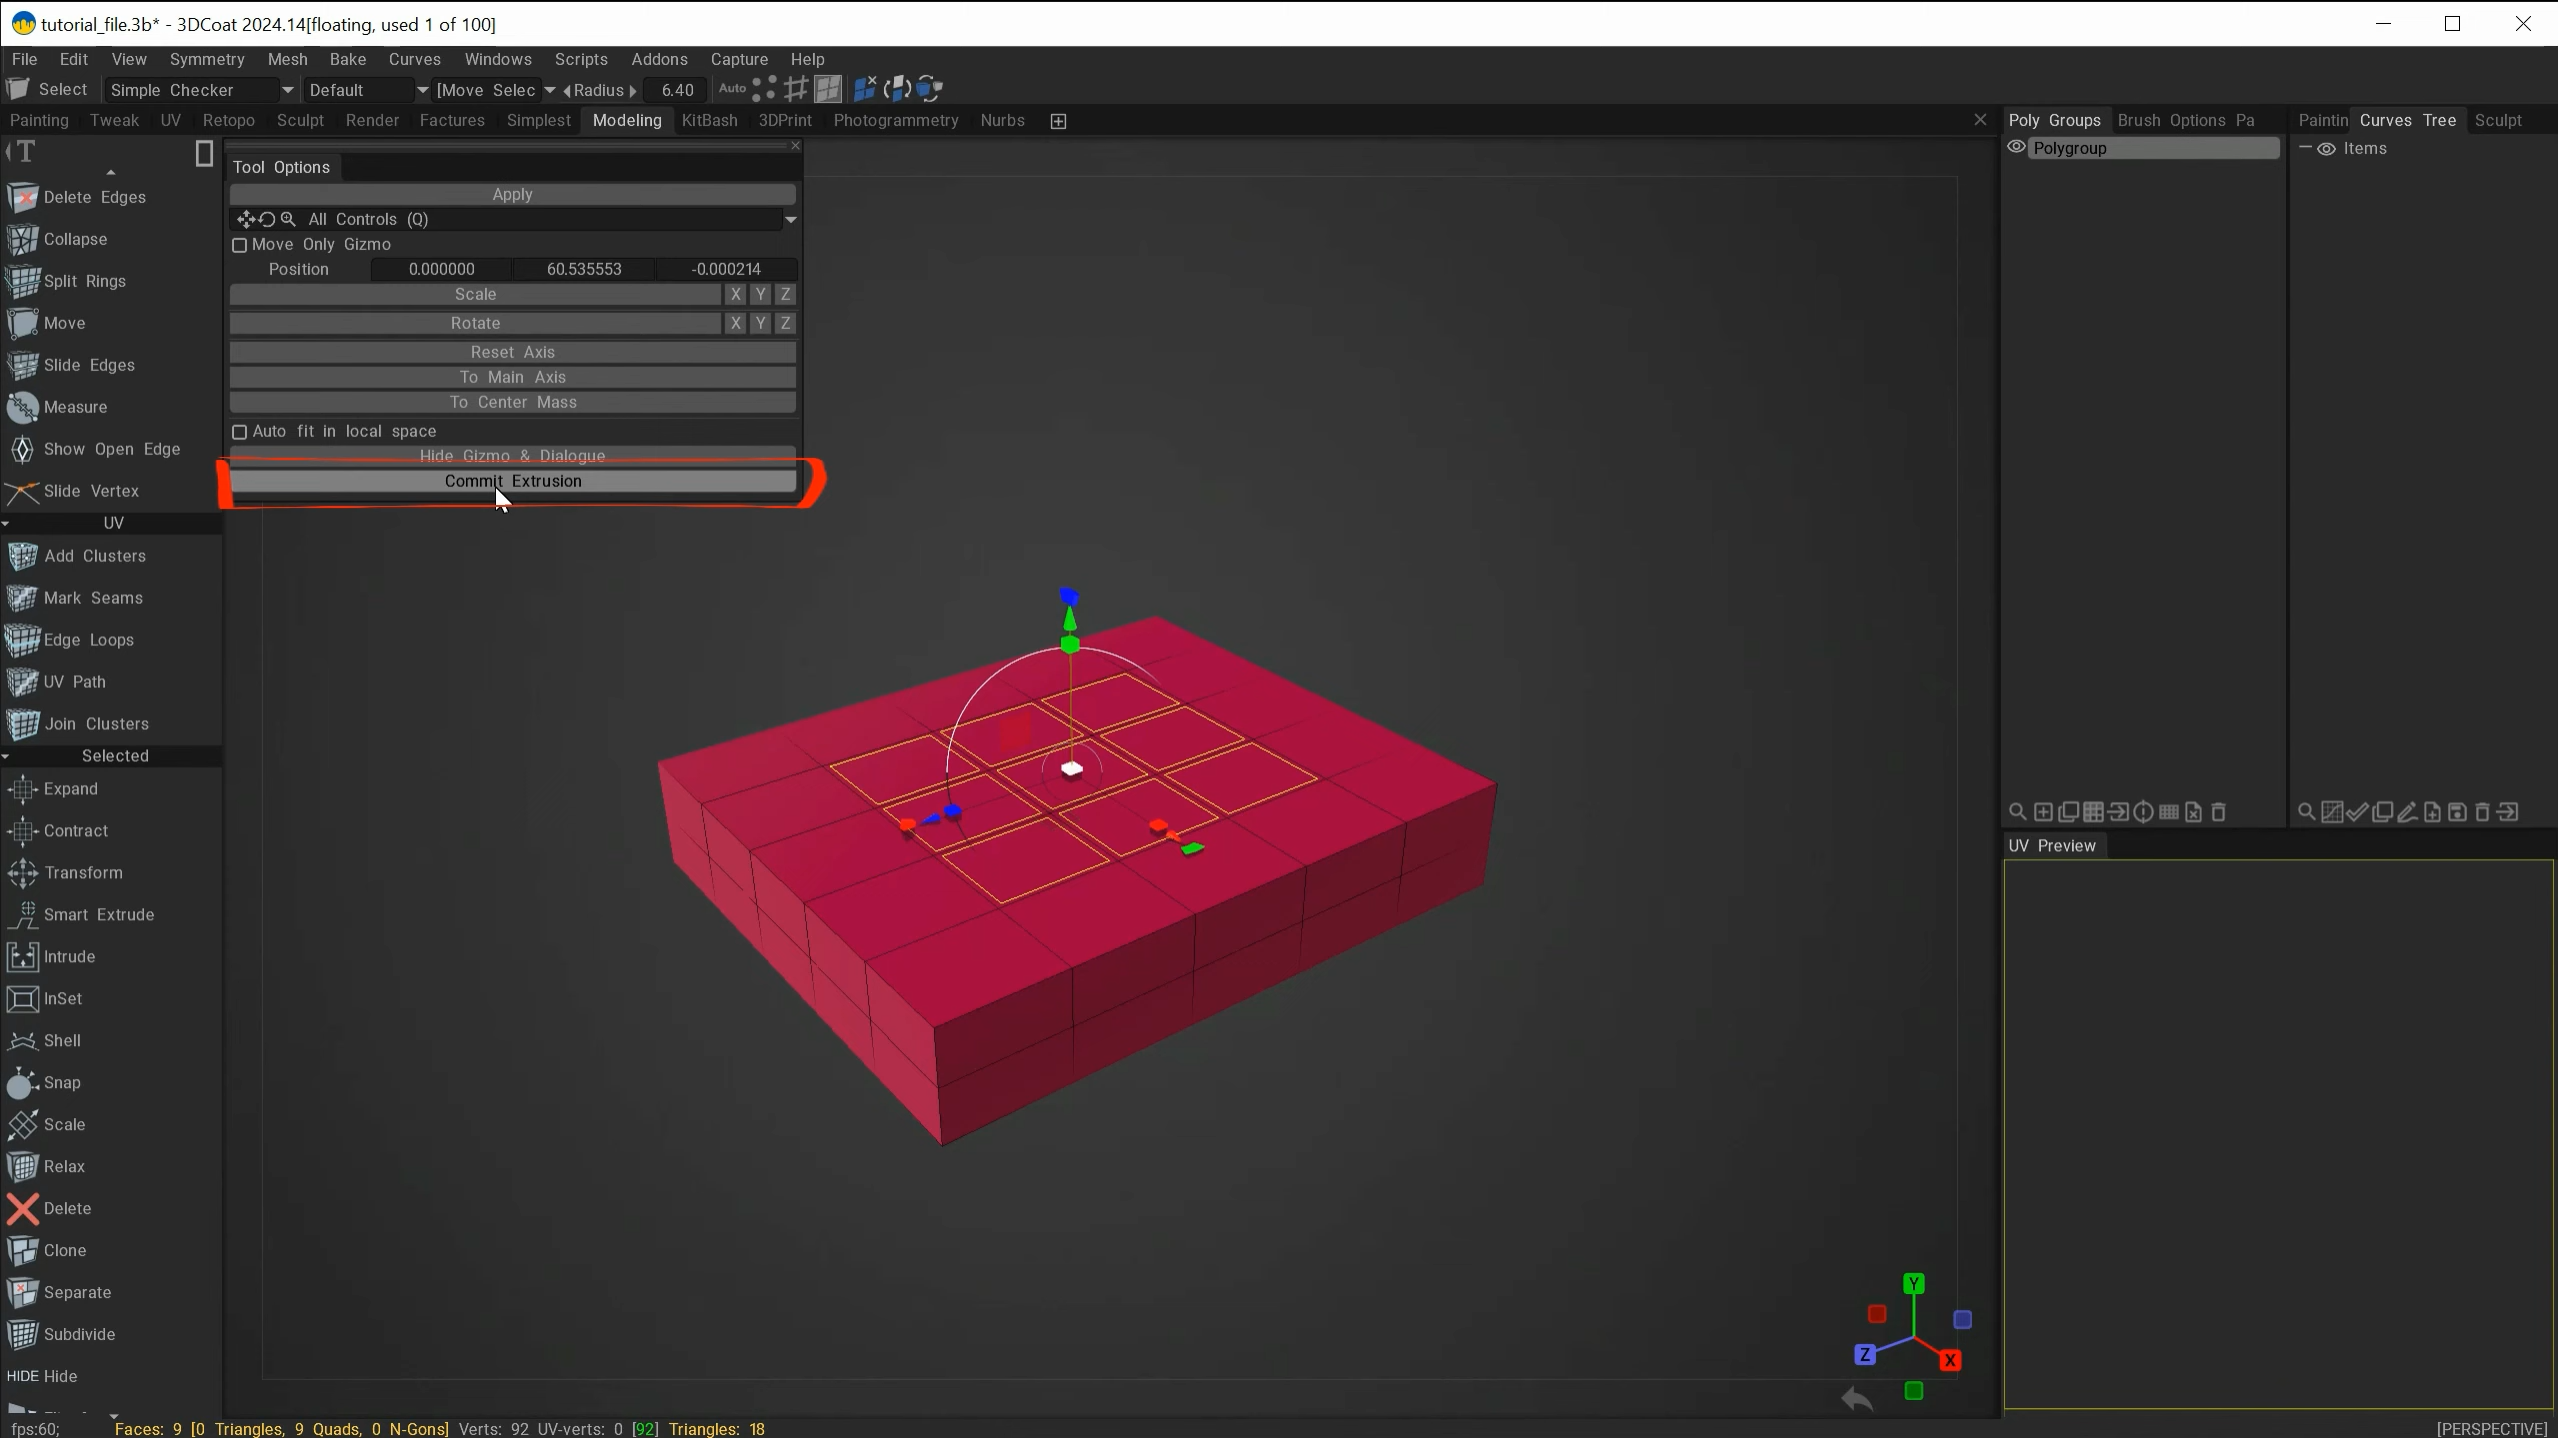 tutorial_file.3b* - 3DCoat 2024.14[floating, used 1 of 100]
File Edit View Symmetry Mesh Bake Curves Windows Scripts Addons Capture Help
Select Simple Checker Default [Move Selec Radius 6.40 Auto
Painting Tweak UV Retopo Sculpt Render Factures Simplest Modeling KitBash 3DPrint Photogrammetry Nurbs
Poly Groups Brush Options Pa
Paintin Curves Tree Sculpt
Polygroup
Items
T
Tool Options
Apply
All Controls (Q)
Move Only Gizmo
Position 0.000000 60.535553 -0.000214
Scale X Y Z
Rotate X Y Z
Reset Axis
To Main Axis
To Center Mass
Auto fit in local space
Hide Gizmo & Dialogue
Commit Extrusion
Delete Edges
Collapse
Split Rings
Move
Slide Edges
Measure
Show Open Edge
Slide Vertex
UV
Add Clusters
Mark Seams
Edge Loops
UV Path
Join Clusters
Selected
Expand
Contract
Transform
Smart Extrude
Intrude
InSet
Shell
Snap
Scale
Relax
Delete
Clone
Separate
Subdivide
HIDE Hide
UV Preview
Y
Z
X
fps:60; Faces: 9 [0 Triangles, 9 Quads, 0 N-Gons] Verts: 92 UV-verts: 0 [92] Triangles: 18
[PERSPECTIVE]